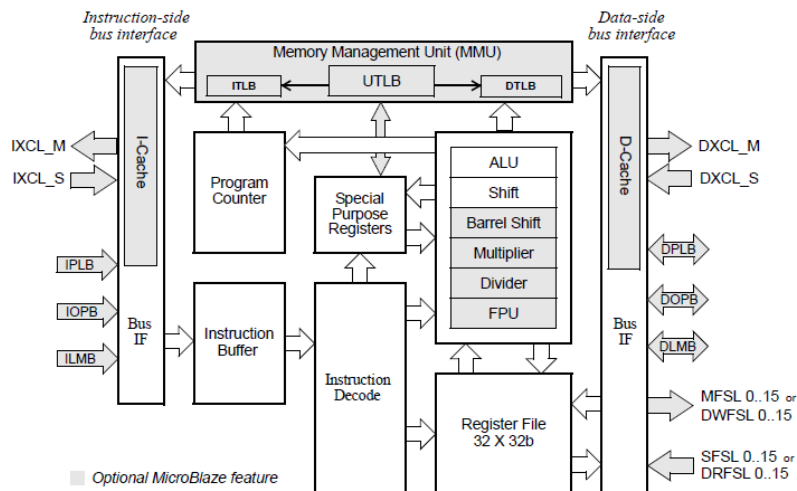 Instruction-side
bus interface
Data-side
bus interface
Memory Management Unit (MMU)
ITLB
UTLB
DTLB
IXCL_M
IXCL_S
I-Cache
Program
Counter
Special
Purpose
Registers
ALU
Shift
Barrel Shift
Multiplier
Divider
FPU
D-Cache
DXCL_M
DXCL_S
IPLB
IOPB
ILMB
Bus
IF
Instruction
Buffer
Instruction
Decode
Register File
32 X 32b
Bus
IF
DPLB
DOPB
DLMB
MFSL 0..15 or
DWFSL 0..15
SFSL 0..15 or
DRFSL 0..15
Optional MicroBlaze feature